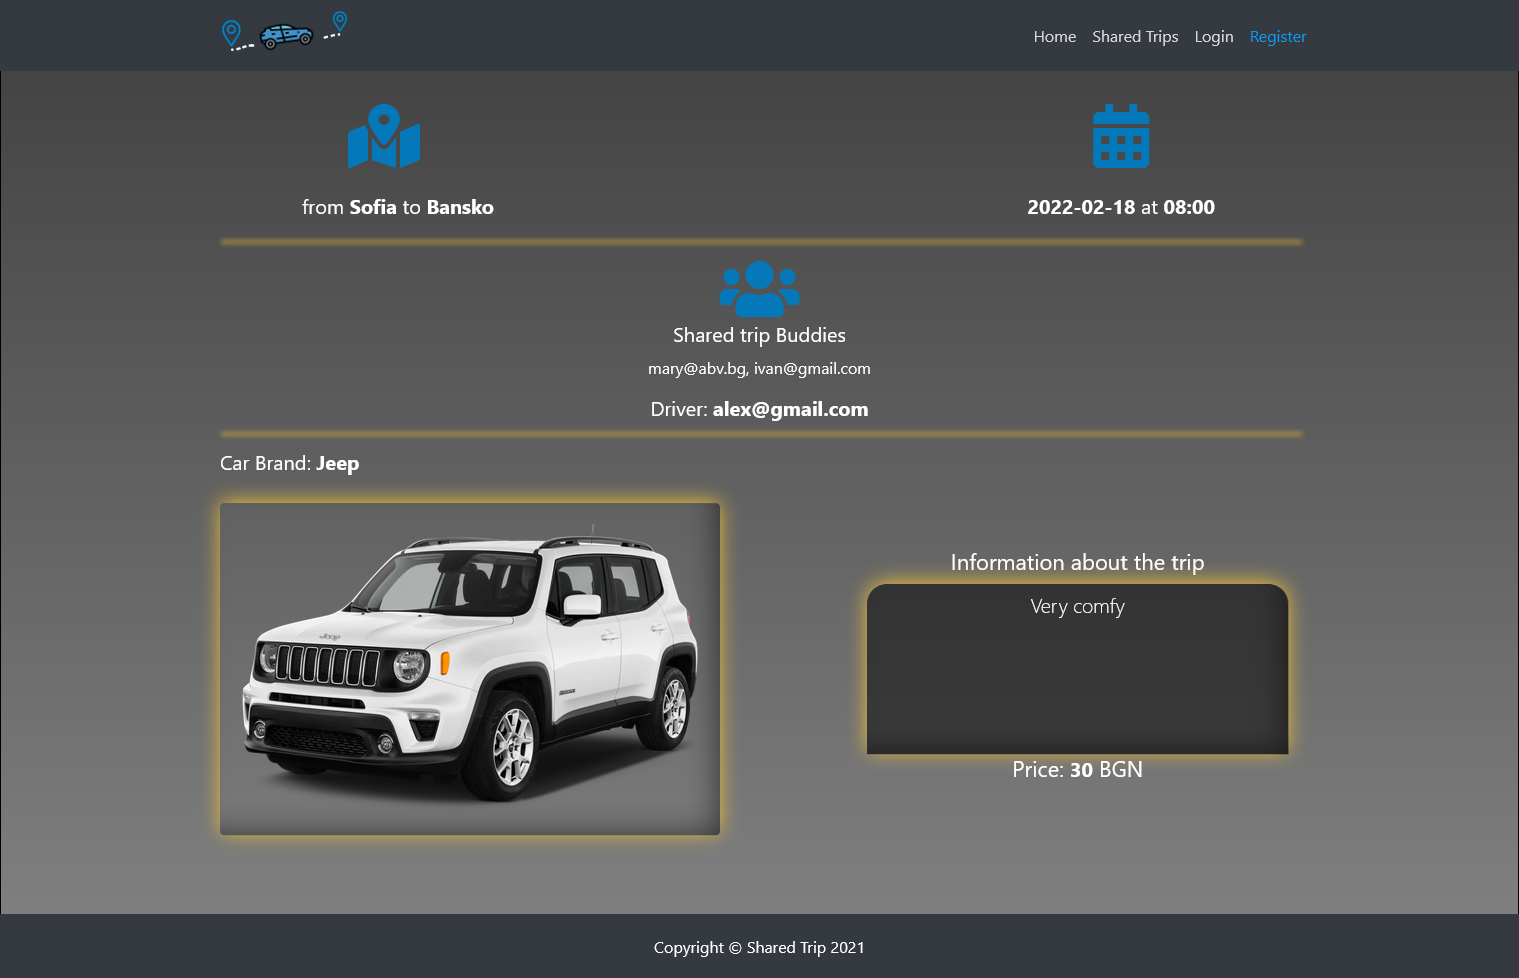 Home Shared Trips Login Register
from Sofia to Bansko
2022-02-18 at 08:00
Shared trip Buddies
mary@abv.bg, ivan@gmail.com
Driver: alex@gmail.com
Car Brand: Jeep
Jeep
Information about the trip
Very comfy
Price: 30 BGN
Copyright © Shared Trip 2021